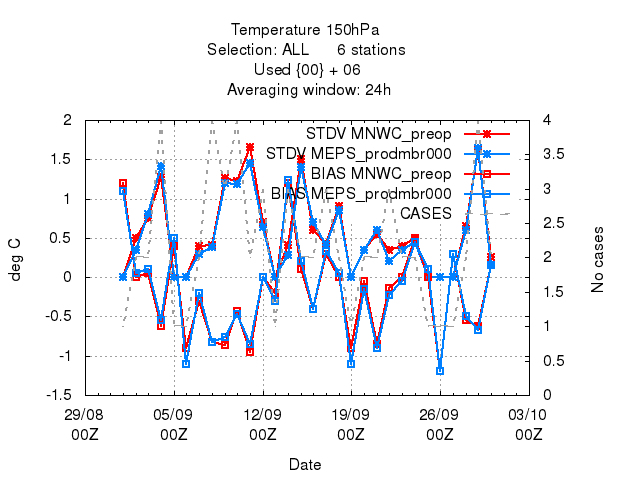 Temperature 150hPa
Selection: ALL 6 stations
Used {00} + 06
Averaging window: 24h
STDV MNWC_preop
STDV MEPS_prodmbr000
BIAS MNWC_preop
BIAS MEPS_prodmbr000
CASES
2
1.5
1
0.5
0
-0.5
-1
-1.5
deg C
4
3.5
3
2.5
2
1.5
1
0.5
0
No cases
29/08 05/09 12/09 19/09 26/09 03/10
00Z 00Z 00Z 00Z 00Z 00Z
Date